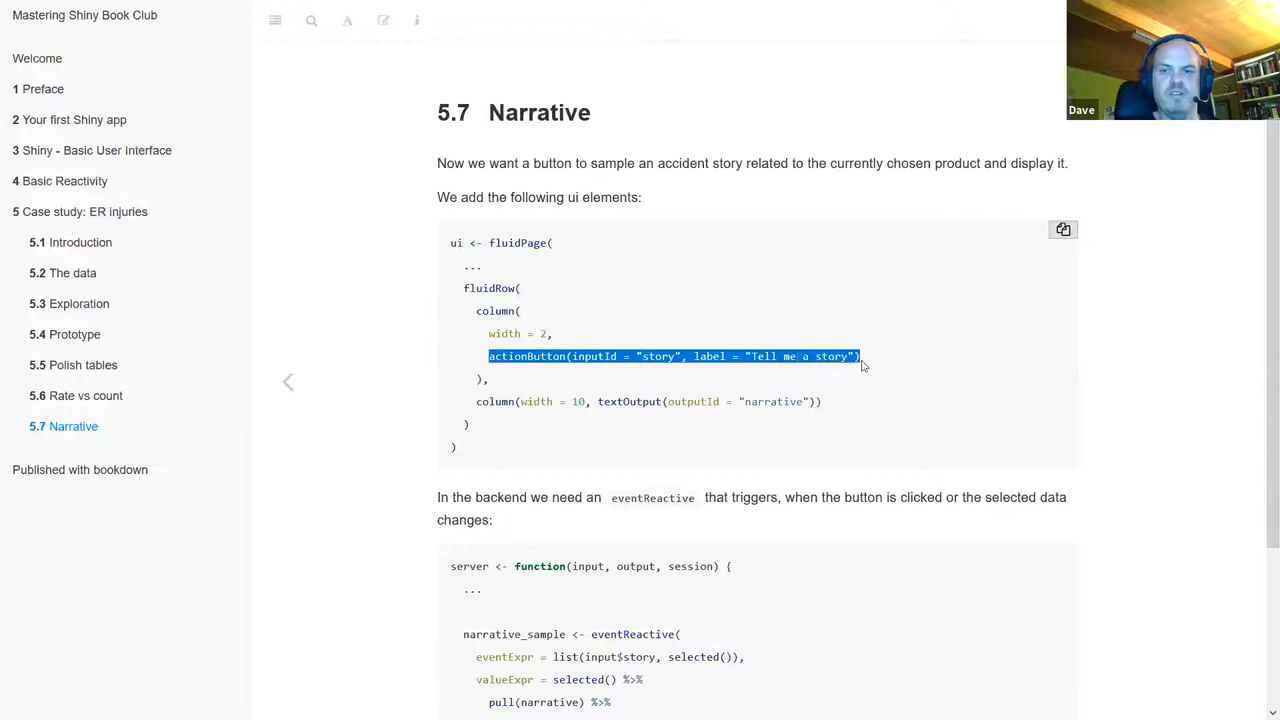 Mastering Shiny Book Club
Welcome
1 Preface
2 Your first Shiny app
3 Shiny - Basic User Interface
4 Basic Reactivity
5 Case study: ER injuries
5.1 Introduction
5.2 The data
5.3 Exploration
5.4 Prototype
5.5 Polish tables
5.6 Rate vs count
5.7 Narrative
Published with bookdown
A
i
Dave
5.7 Narrative
Now we want a button to sample an accident story related to the currently chosen product and display it.
We add the following ui elements:
ui <- fluidPage(
...
fluidRow(
column(
width = 2,
actionButton(inputId = "story", label = "Tell me a story")
),
column(width = 10, textOutput(outputId = "narrative"))
)
)
In the backend we need an eventReactive that triggers, when the button is clicked or the selected data
changes:
server <- function(input, output, session) {
...
narrative_sample <- eventReactive(
eventExpr = list(input$story, selected()),
valueExpr = selected() %>%
pull(narrative) %>%